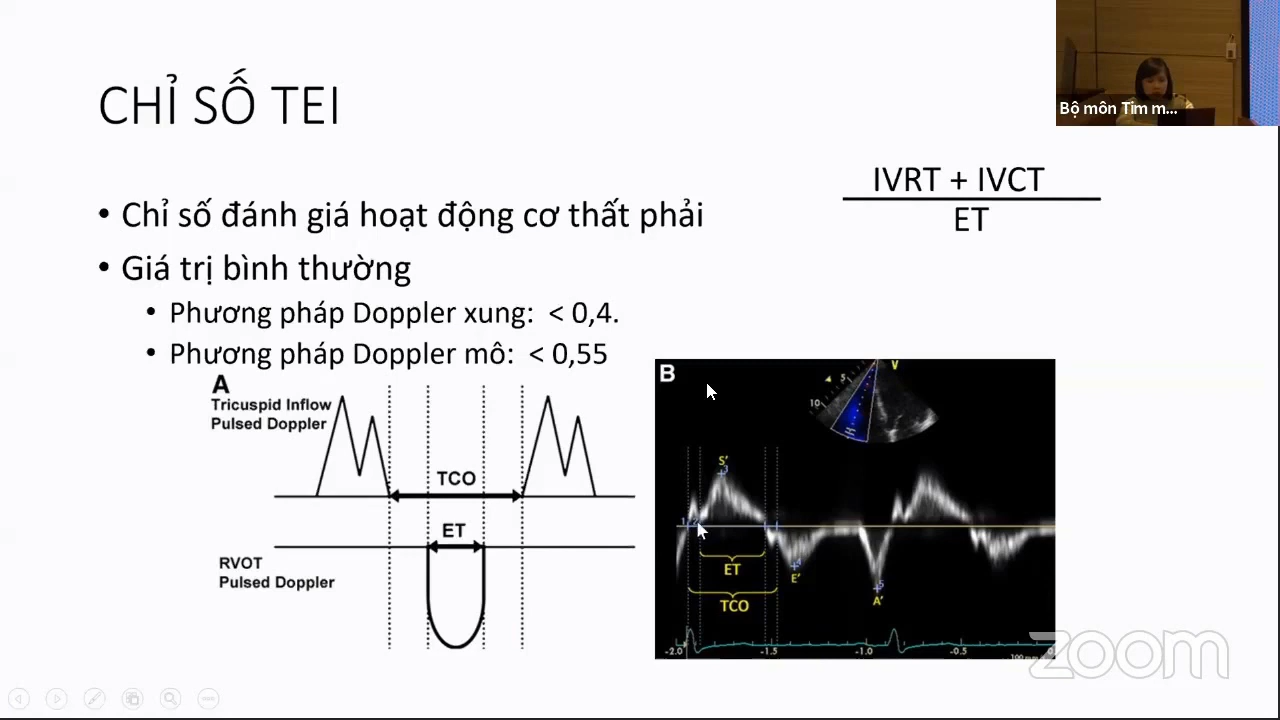 CHỈ SỐ TEI
Bộ môn Tim m...
IVRT + IVCT
ET
• Chỉ số đánh giá hoạt động cơ thất phải
• Giá trị bình thường
• Phương pháp Doppler xung: < 0,4.
• Phương pháp Doppler mô: < 0,55
A
Tricuspid Inflow
Pulsed Doppler
TCO
ET
RVOT
Pulsed Doppler
B
V
5
10
S'
ET
E'
A'
TCO
-2.0
-1.5
-1.0
-0.5
zoom